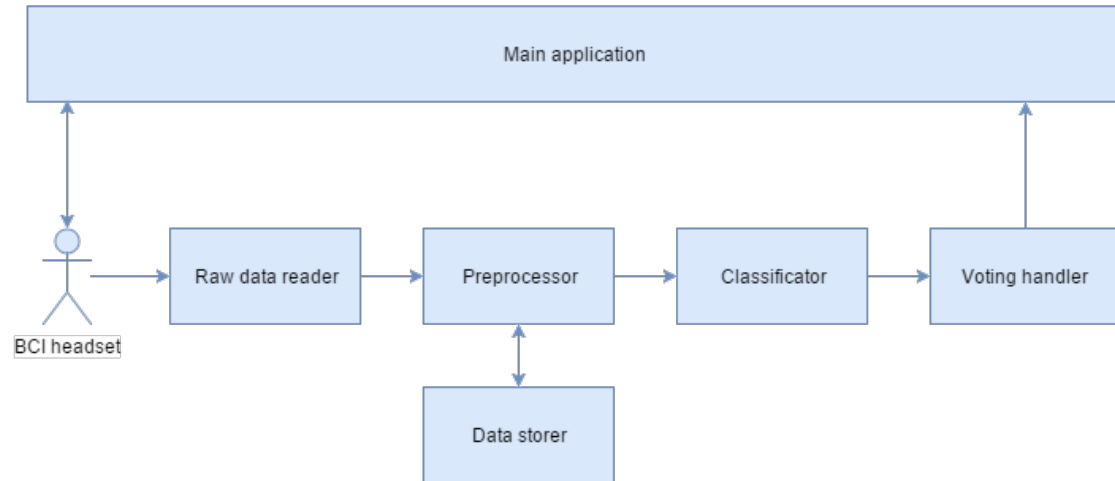 Main application
Raw data reader
Preprocessor
Classificator
Voting handler
BCI headset
Data storer